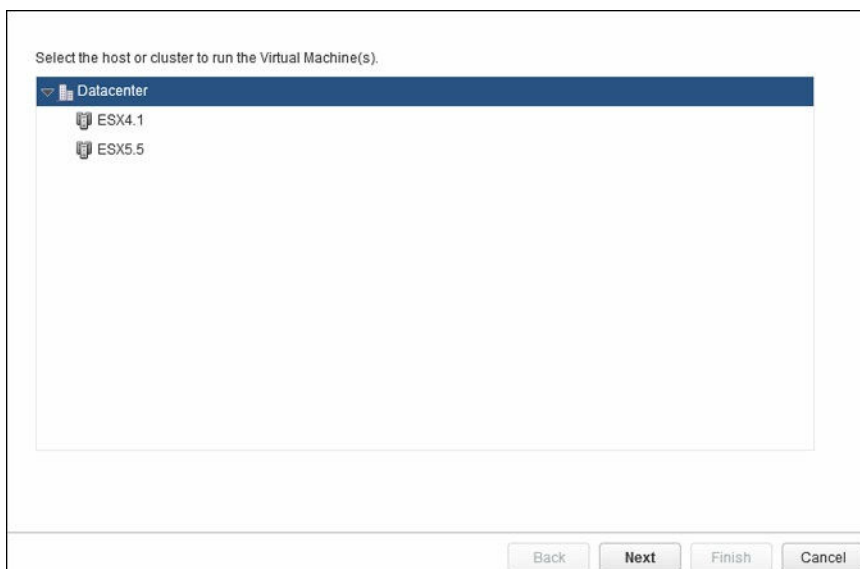 Select the host or cluster to run the Virtual Machine(s).
Datacenter
ESX4.1
ESX5.5
Back Next Finish Cancel